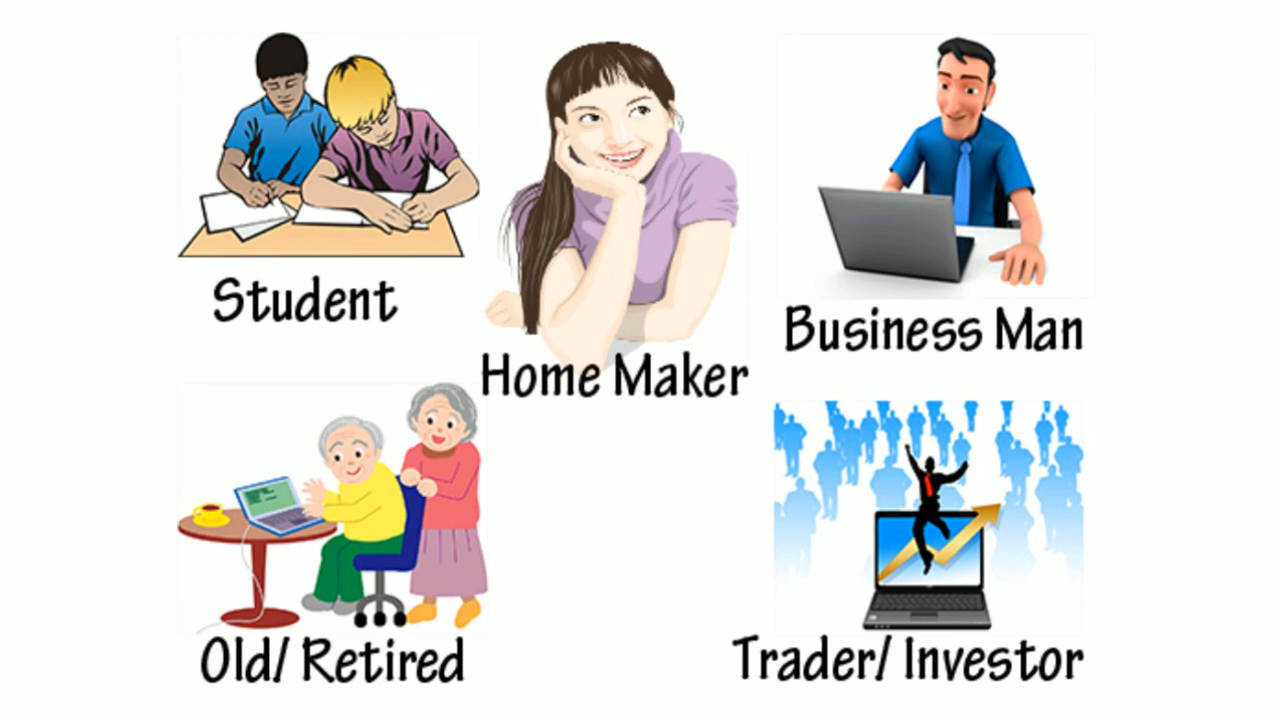 Student
Home Maker
Business Man
Old/ Retired
Trader/ Investor